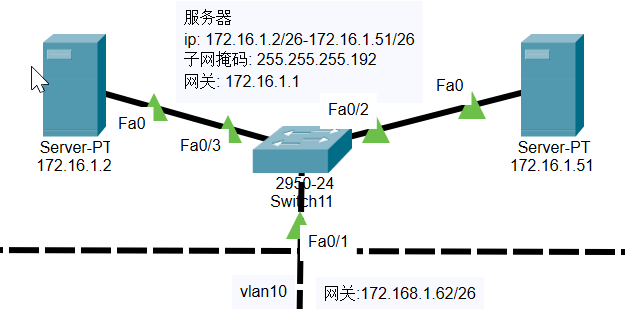 服务器
ip: 172.16.1.2/26-172.16.1.51/26
子网掩码: 255.255.255.192
网关: 172.16.1.1
Fa0
Fa0/2
Fa0
Fa0/3
Server-PT
172.16.1.2
Server-PT
172.16.1.51
2950-24
Switch11
Fa0/1
vlan10
网关:172.168.1.62/26